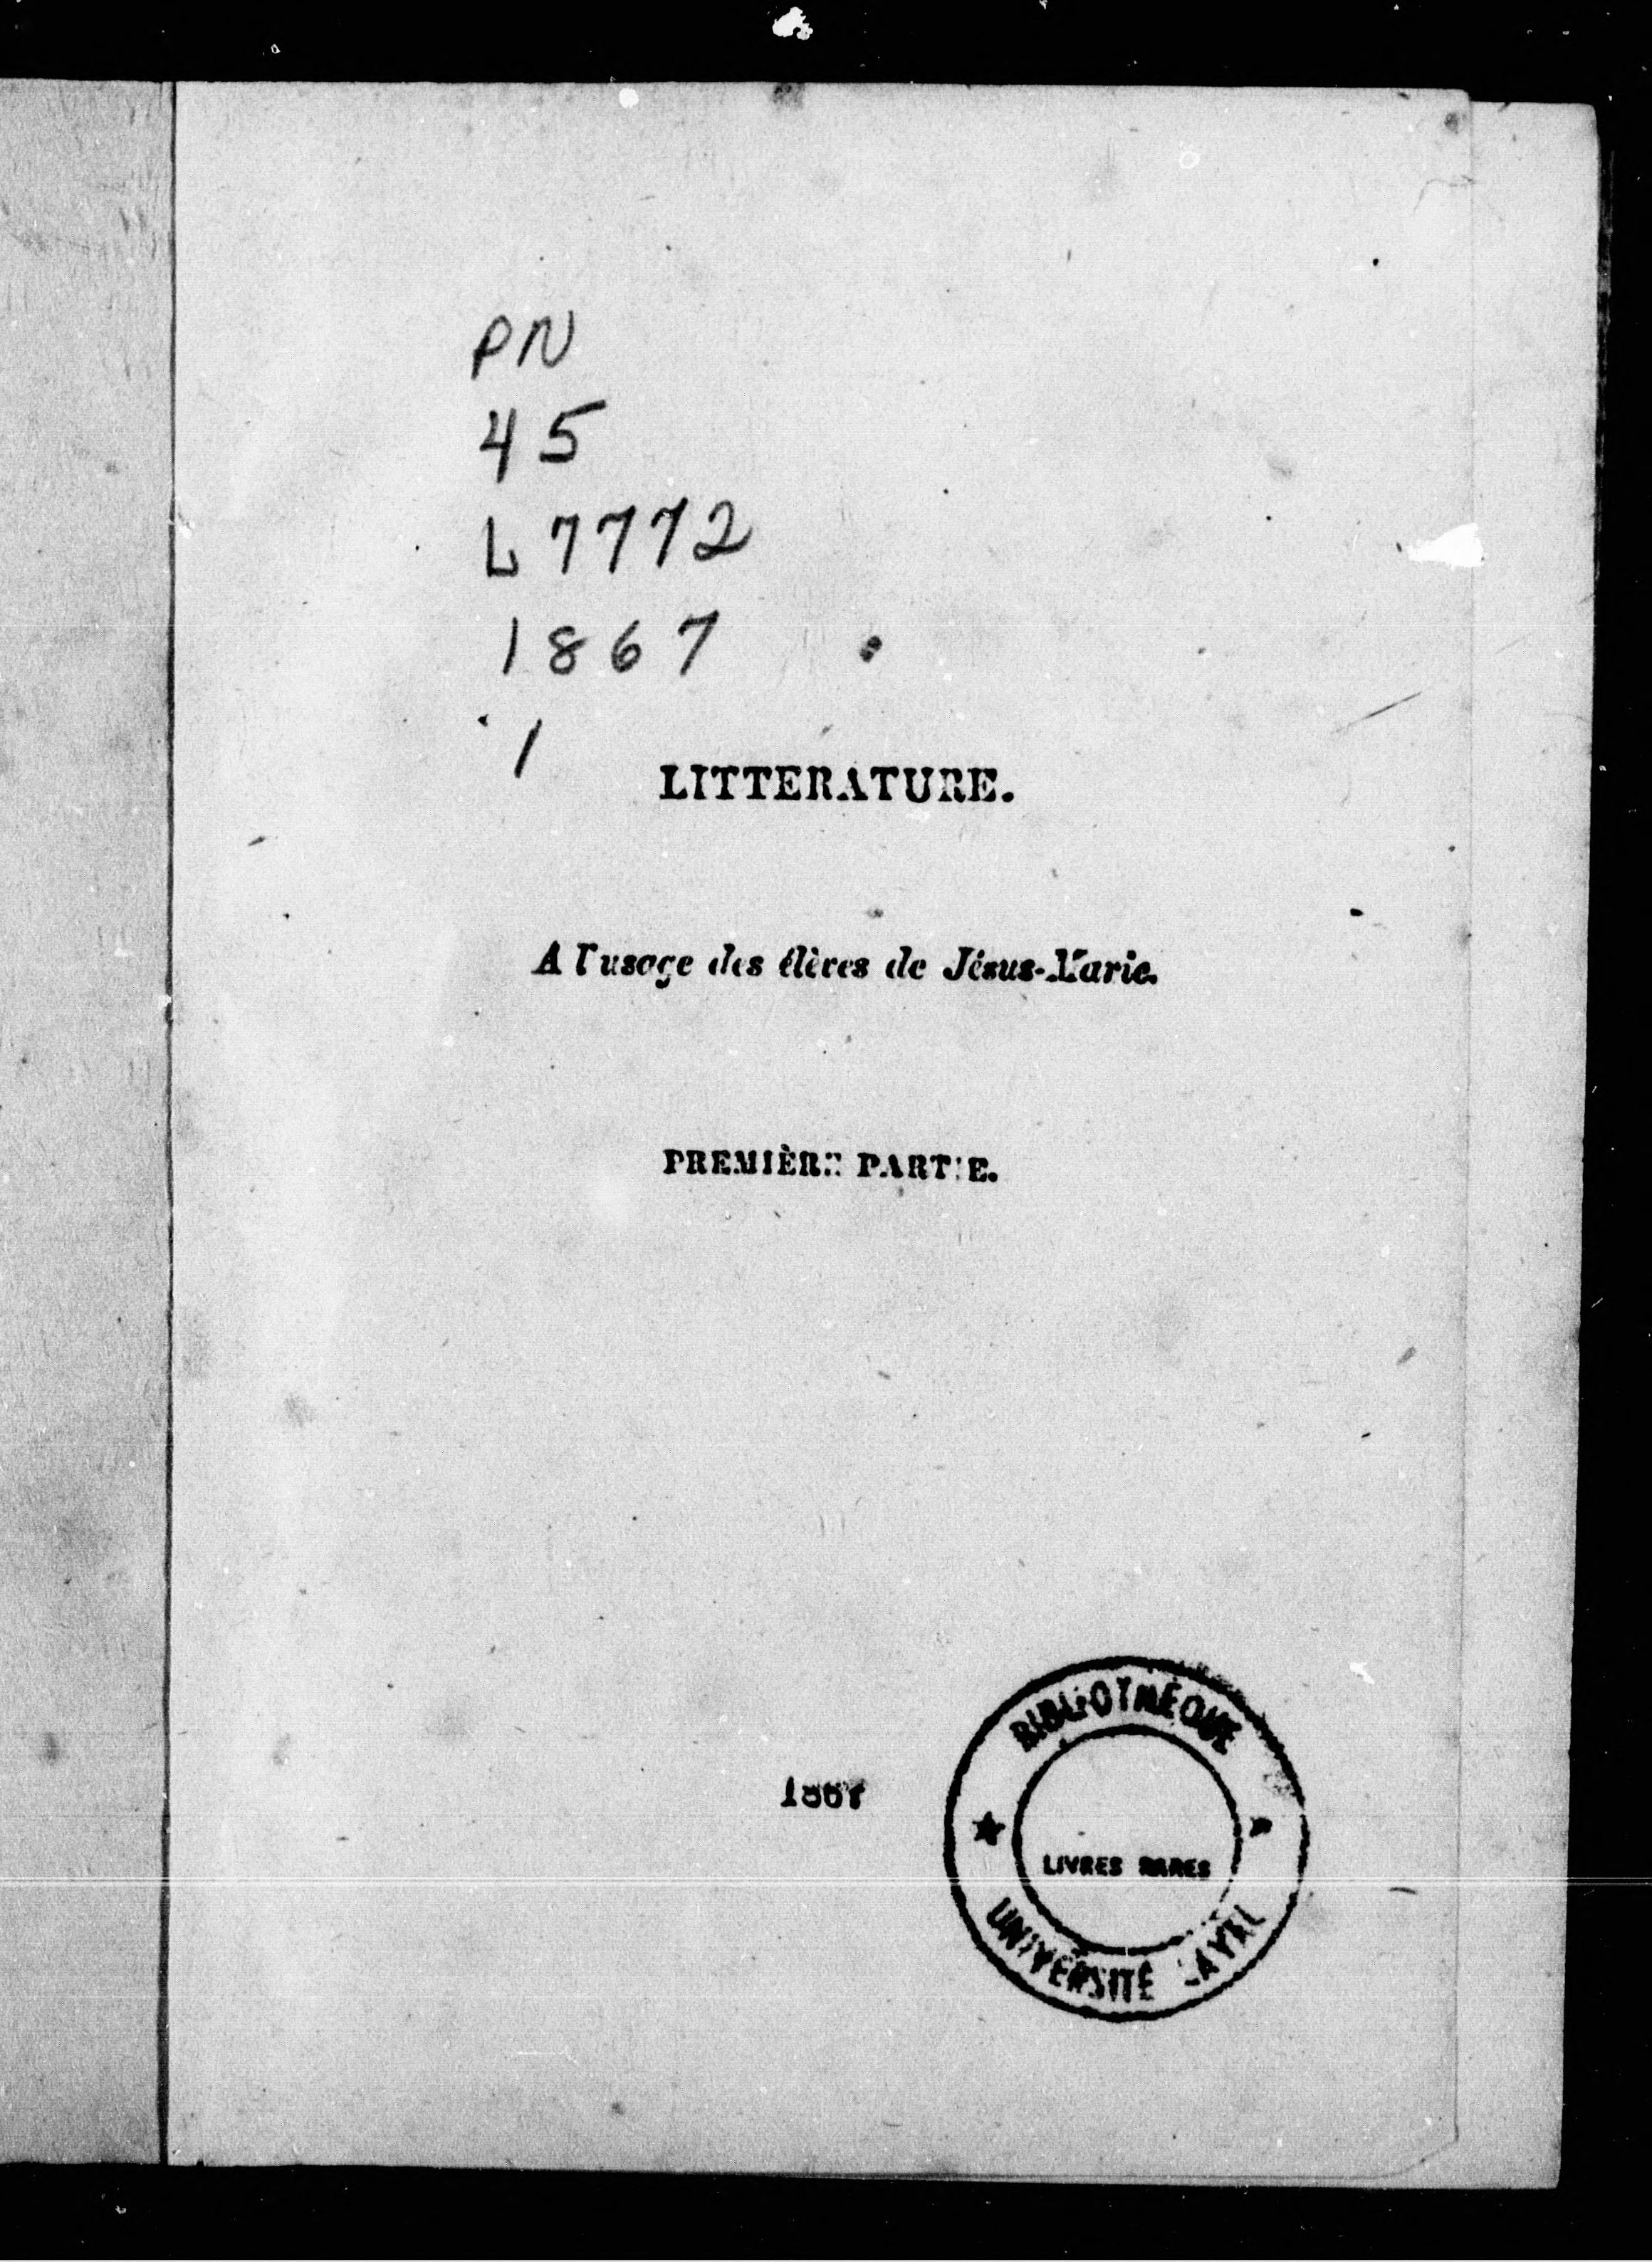 PN
45
L7772
1867
1
LITTERATURE.
A l'usage des élèves de Jésus-Marie.
PREMIÈRE PARTIE.
1867
BIBLIOTHÈQUE
LIVRES RARES
UNIVERSITÉ LAVAL